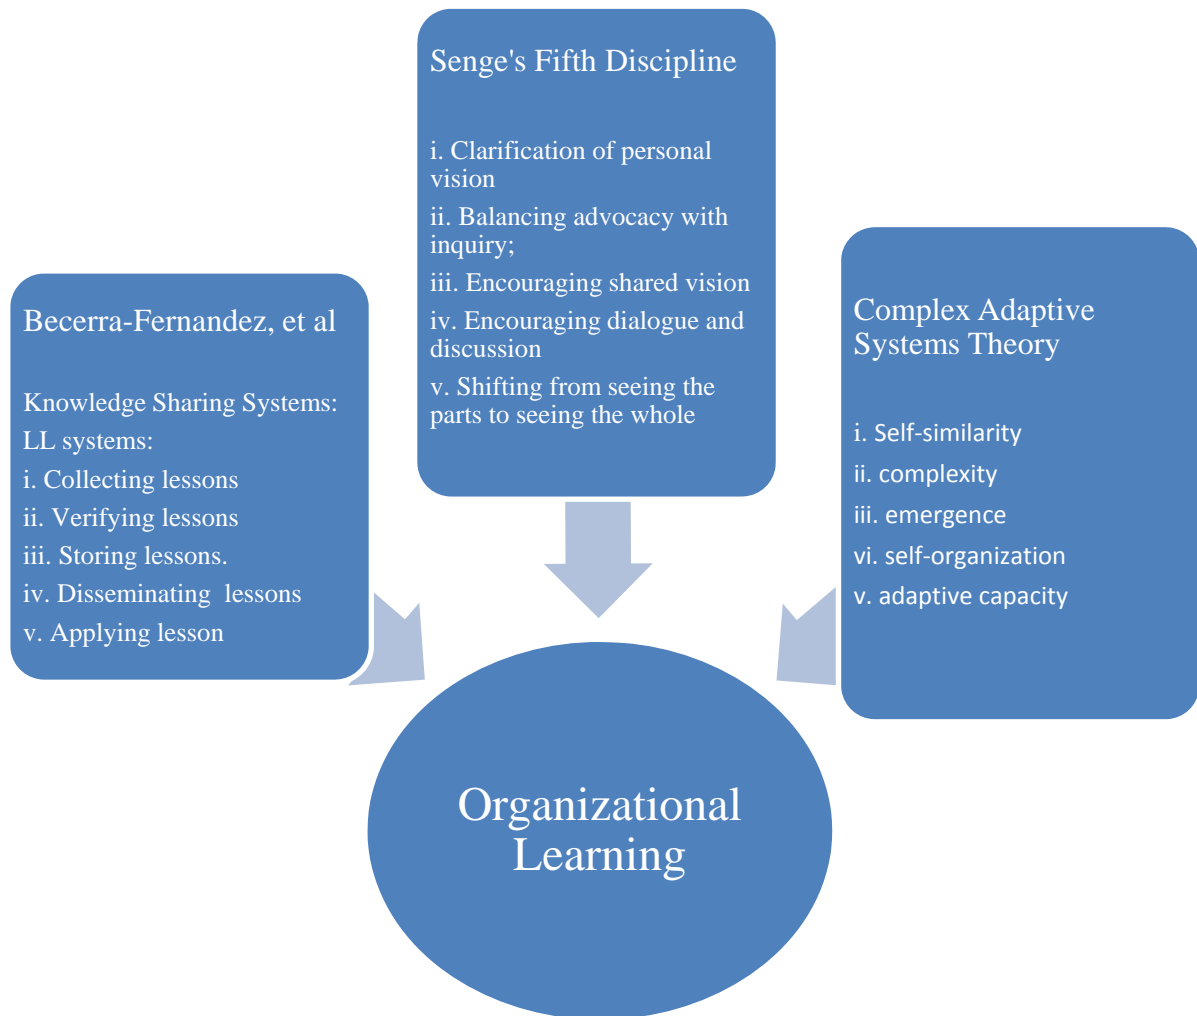 Senge's Fifth Discipline
i. Clarification of personal
vision
ii. Balancing advocacy with
inquiry;
iii. Encouraging shared vision
iv. Encouraging dialogue and
discussion
v. Shifting from seeing the
parts to seeing the whole
Becerra-Fernandez, et al
Knowledge Sharing Systems:
LL systems:
i. Collecting lessons
ii. Verifying lessons
iii. Storing lessons.
iv. Disseminating  lessons
v. Applying lesson
Complex Adaptive
Systems Theory
i. Self-similarity
ii. complexity
iii. emergence
vi. self-organization
v. adaptive capacity
Organizational
Learning